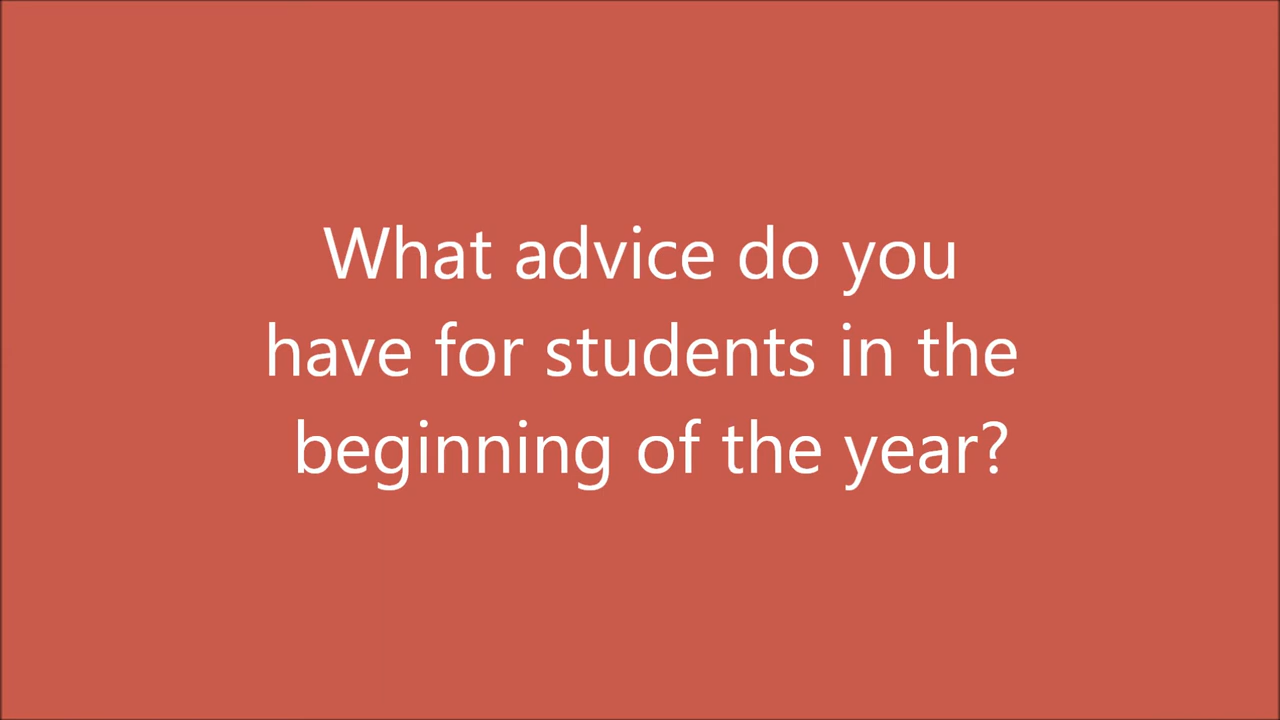 What advice do you
have for students in the
beginning of the year?